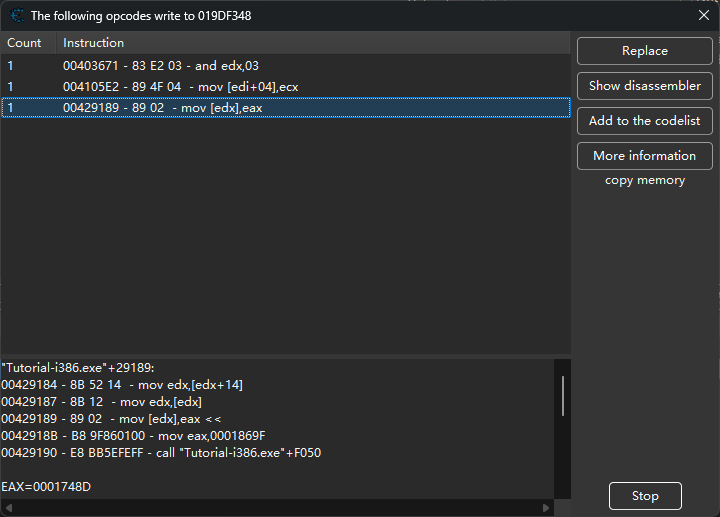 The following opcodes write to 019DF348
Count Instruction
1 00403671 - 83 E2 03 - and edx,03
1 004105E2 - 89 4F 04 - mov [edi+04],ecx
1 00429189 - 89 02 - mov [edx],eax
Replace
Show disassembler
Add to the codelist
More information
copy memory
"Tutorial-i386.exe"+29189:
00429184 - 8B 52 14 - mov edx,[edx+14]
00429187 - 8B 12 - mov edx,[edx]
00429189 - 89 02 - mov [edx],eax <<
0042918B - B8 9F860100 - mov eax,0001869F
00429190 - E8 BB5EFEFF - call "Tutorial-i386.exe"+F050
EAX=0001748D
Stop